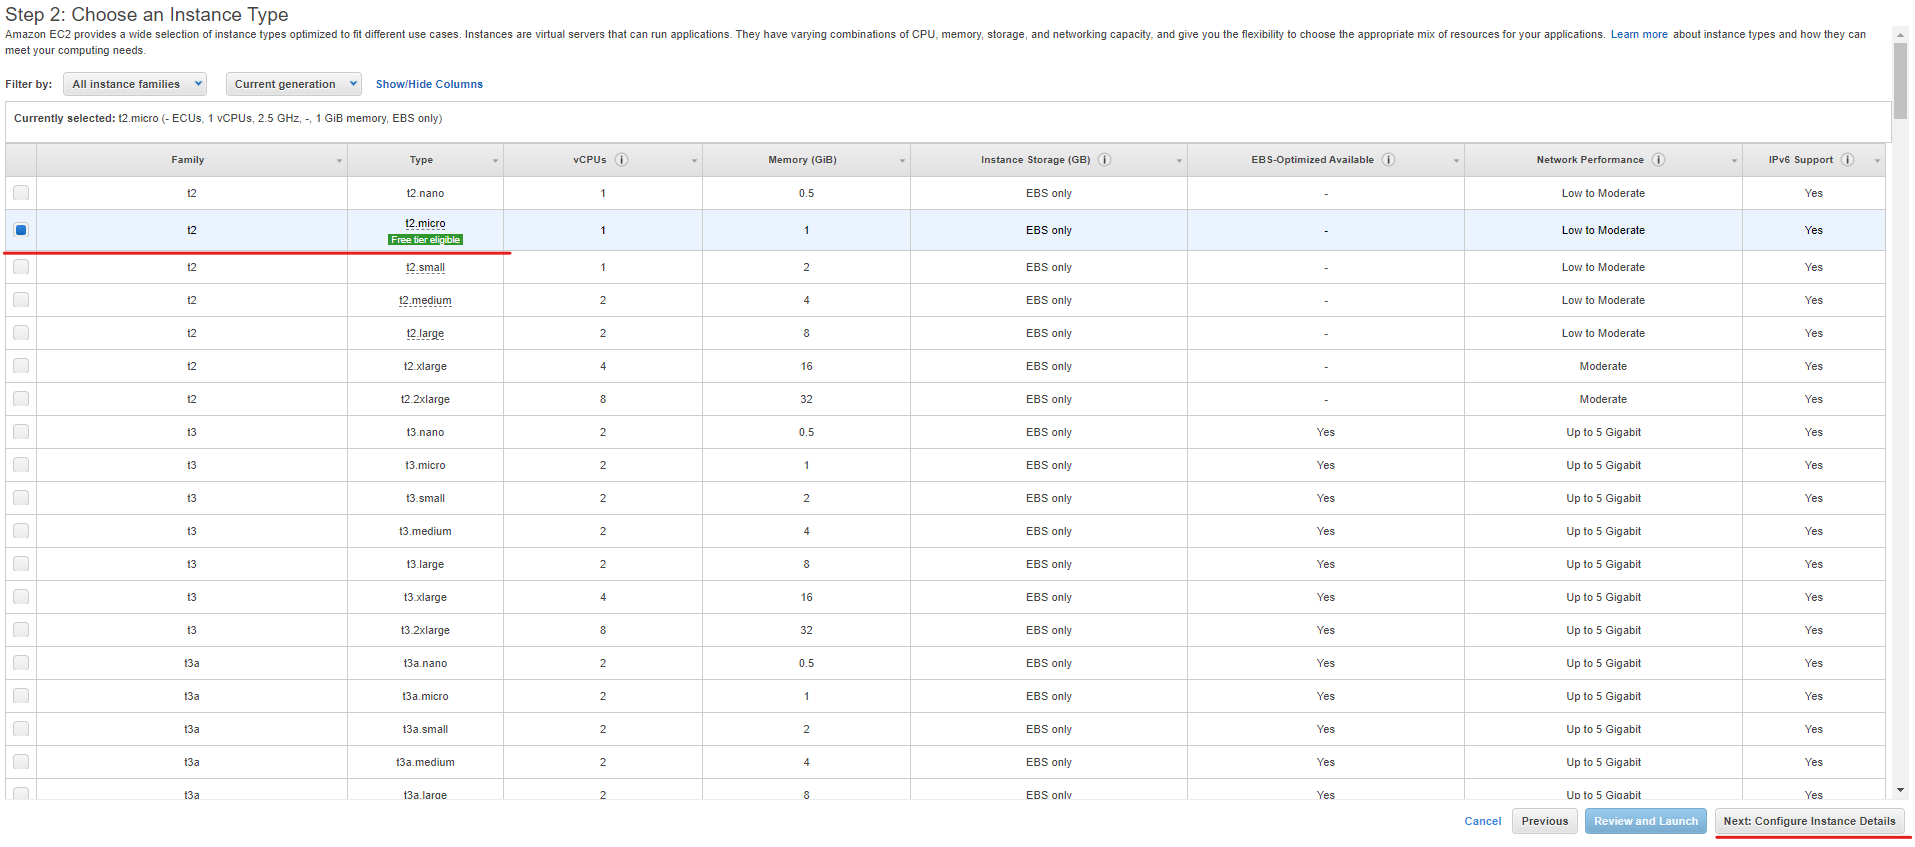 Step 2: Choose an Instance Type
Amazon EC2 provides a wide selection of instance types optimized to fit different use cases. Instances are virtual servers that can run applications. They have varying combinations of CPU, memory, storage, and networking capacity, and give you the flexibility to choose the appropriate mix of resources for your applications. Learn more about instance types and how they can
meet your computing needs.
Filter by: All instance families Current generation Show/Hide Columns
Currently selected: t2.micro (- ECUs, 1 vCPUs, 2.5 GHz, -, 1 GiB memory, EBS only)
Family Type vCPUs i Memory (GiB) Instance Storage (GB) i EBS-Optimized Available i Network Performance i IPv6 Support i
t2 t2.nano 1 0.5 EBS only - Low to Moderate Yes
t2 t2.micro 1 1 EBS only - Low to Moderate Yes
Free tier eligible
t2 t2.small 1 2 EBS only - Low to Moderate Yes
t2 t2.medium 2 4 EBS only - Low to Moderate Yes
t2 t2.large 2 8 EBS only - Low to Moderate Yes
t2 t2.xlarge 4 16 EBS only - Moderate Yes
t2 t2.2xlarge 8 32 EBS only - Moderate Yes
t3 t3.nano 2 0.5 EBS only Yes Up to 5 Gigabit Yes
t3 t3.micro 2 1 EBS only Yes Up to 5 Gigabit Yes
t3 t3.small 2 2 EBS only Yes Up to 5 Gigabit Yes
t3 t3.medium 2 4 EBS only Yes Up to 5 Gigabit Yes
t3 t3.large 2 8 EBS only Yes Up to 5 Gigabit Yes
t3 t3.xlarge 4 16 EBS only Yes Up to 5 Gigabit Yes
t3 t3.2xlarge 8 32 EBS only Yes Up to 5 Gigabit Yes
t3a t3a.nano 2 0.5 EBS only Yes Up to 5 Gigabit Yes
t3a t3a.micro 2 1 EBS only Yes Up to 5 Gigabit Yes
t3a t3a.small 2 2 EBS only Yes Up to 5 Gigabit Yes
t3a t3a.medium 2 4 EBS only Yes Up to 5 Gigabit Yes
t3a t3a.large 2 8 EBS only Yes Up to 5 Gigabit Yes
Cancel Previous Review and Launch Next: Configure Instance Details